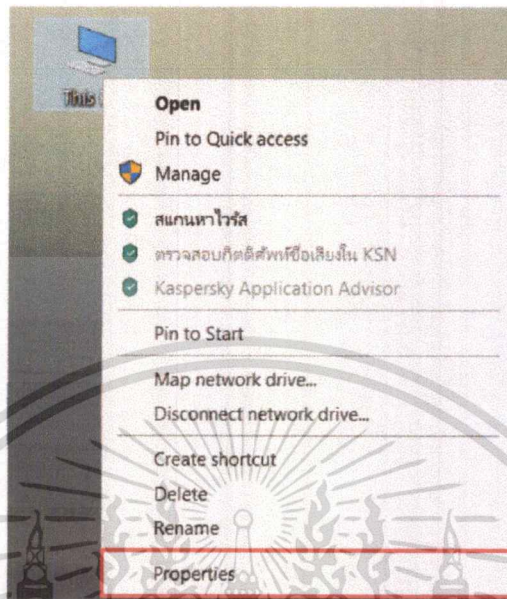 This
Open
Pin to Quick access
Manage
สแกนหาไวรัส
ตรวจสอบกิตติศัพท์ชื่อเสียงใน KSN
Kaspersky Application Advisor
Pin to Start
Map network drive...
Disconnect network drive...
Create shortcut
Delete
Rename
Properties